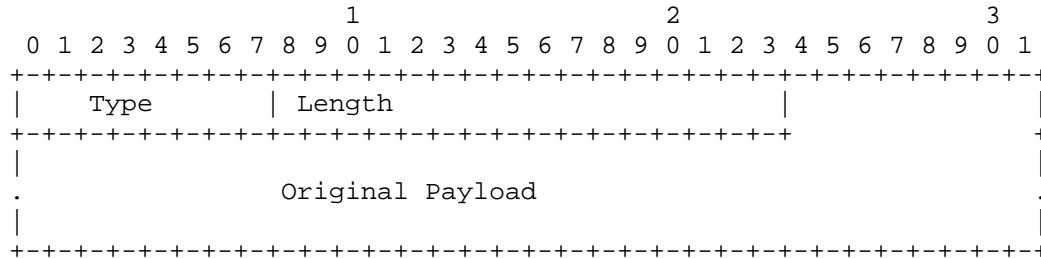 1                   2                   3
 0 1 2 3 4 5 6 7 8 9 0 1 2 3 4 5 6 7 8 9 0 1 2 3 4 5 6 7 8 9 0 1
+-+-+-+-+-+-+-+-+-+-+-+-+-+-+-+-+-+-+-+-+-+-+-+-+-+-+-+-+-+-+-+-+
|    Type       | Length                        |               |
+-+-+-+-+-+-+-+-+-+-+-+-+-+-+-+-+-+-+-+-+-+-+-+-+               +
|                                                               |
.                Original Payload                               .
|                                                               |
+-+-+-+-+-+-+-+-+-+-+-+-+-+-+-+-+-+-+-+-+-+-+-+-+-+-+-+-+-+-+-+-+